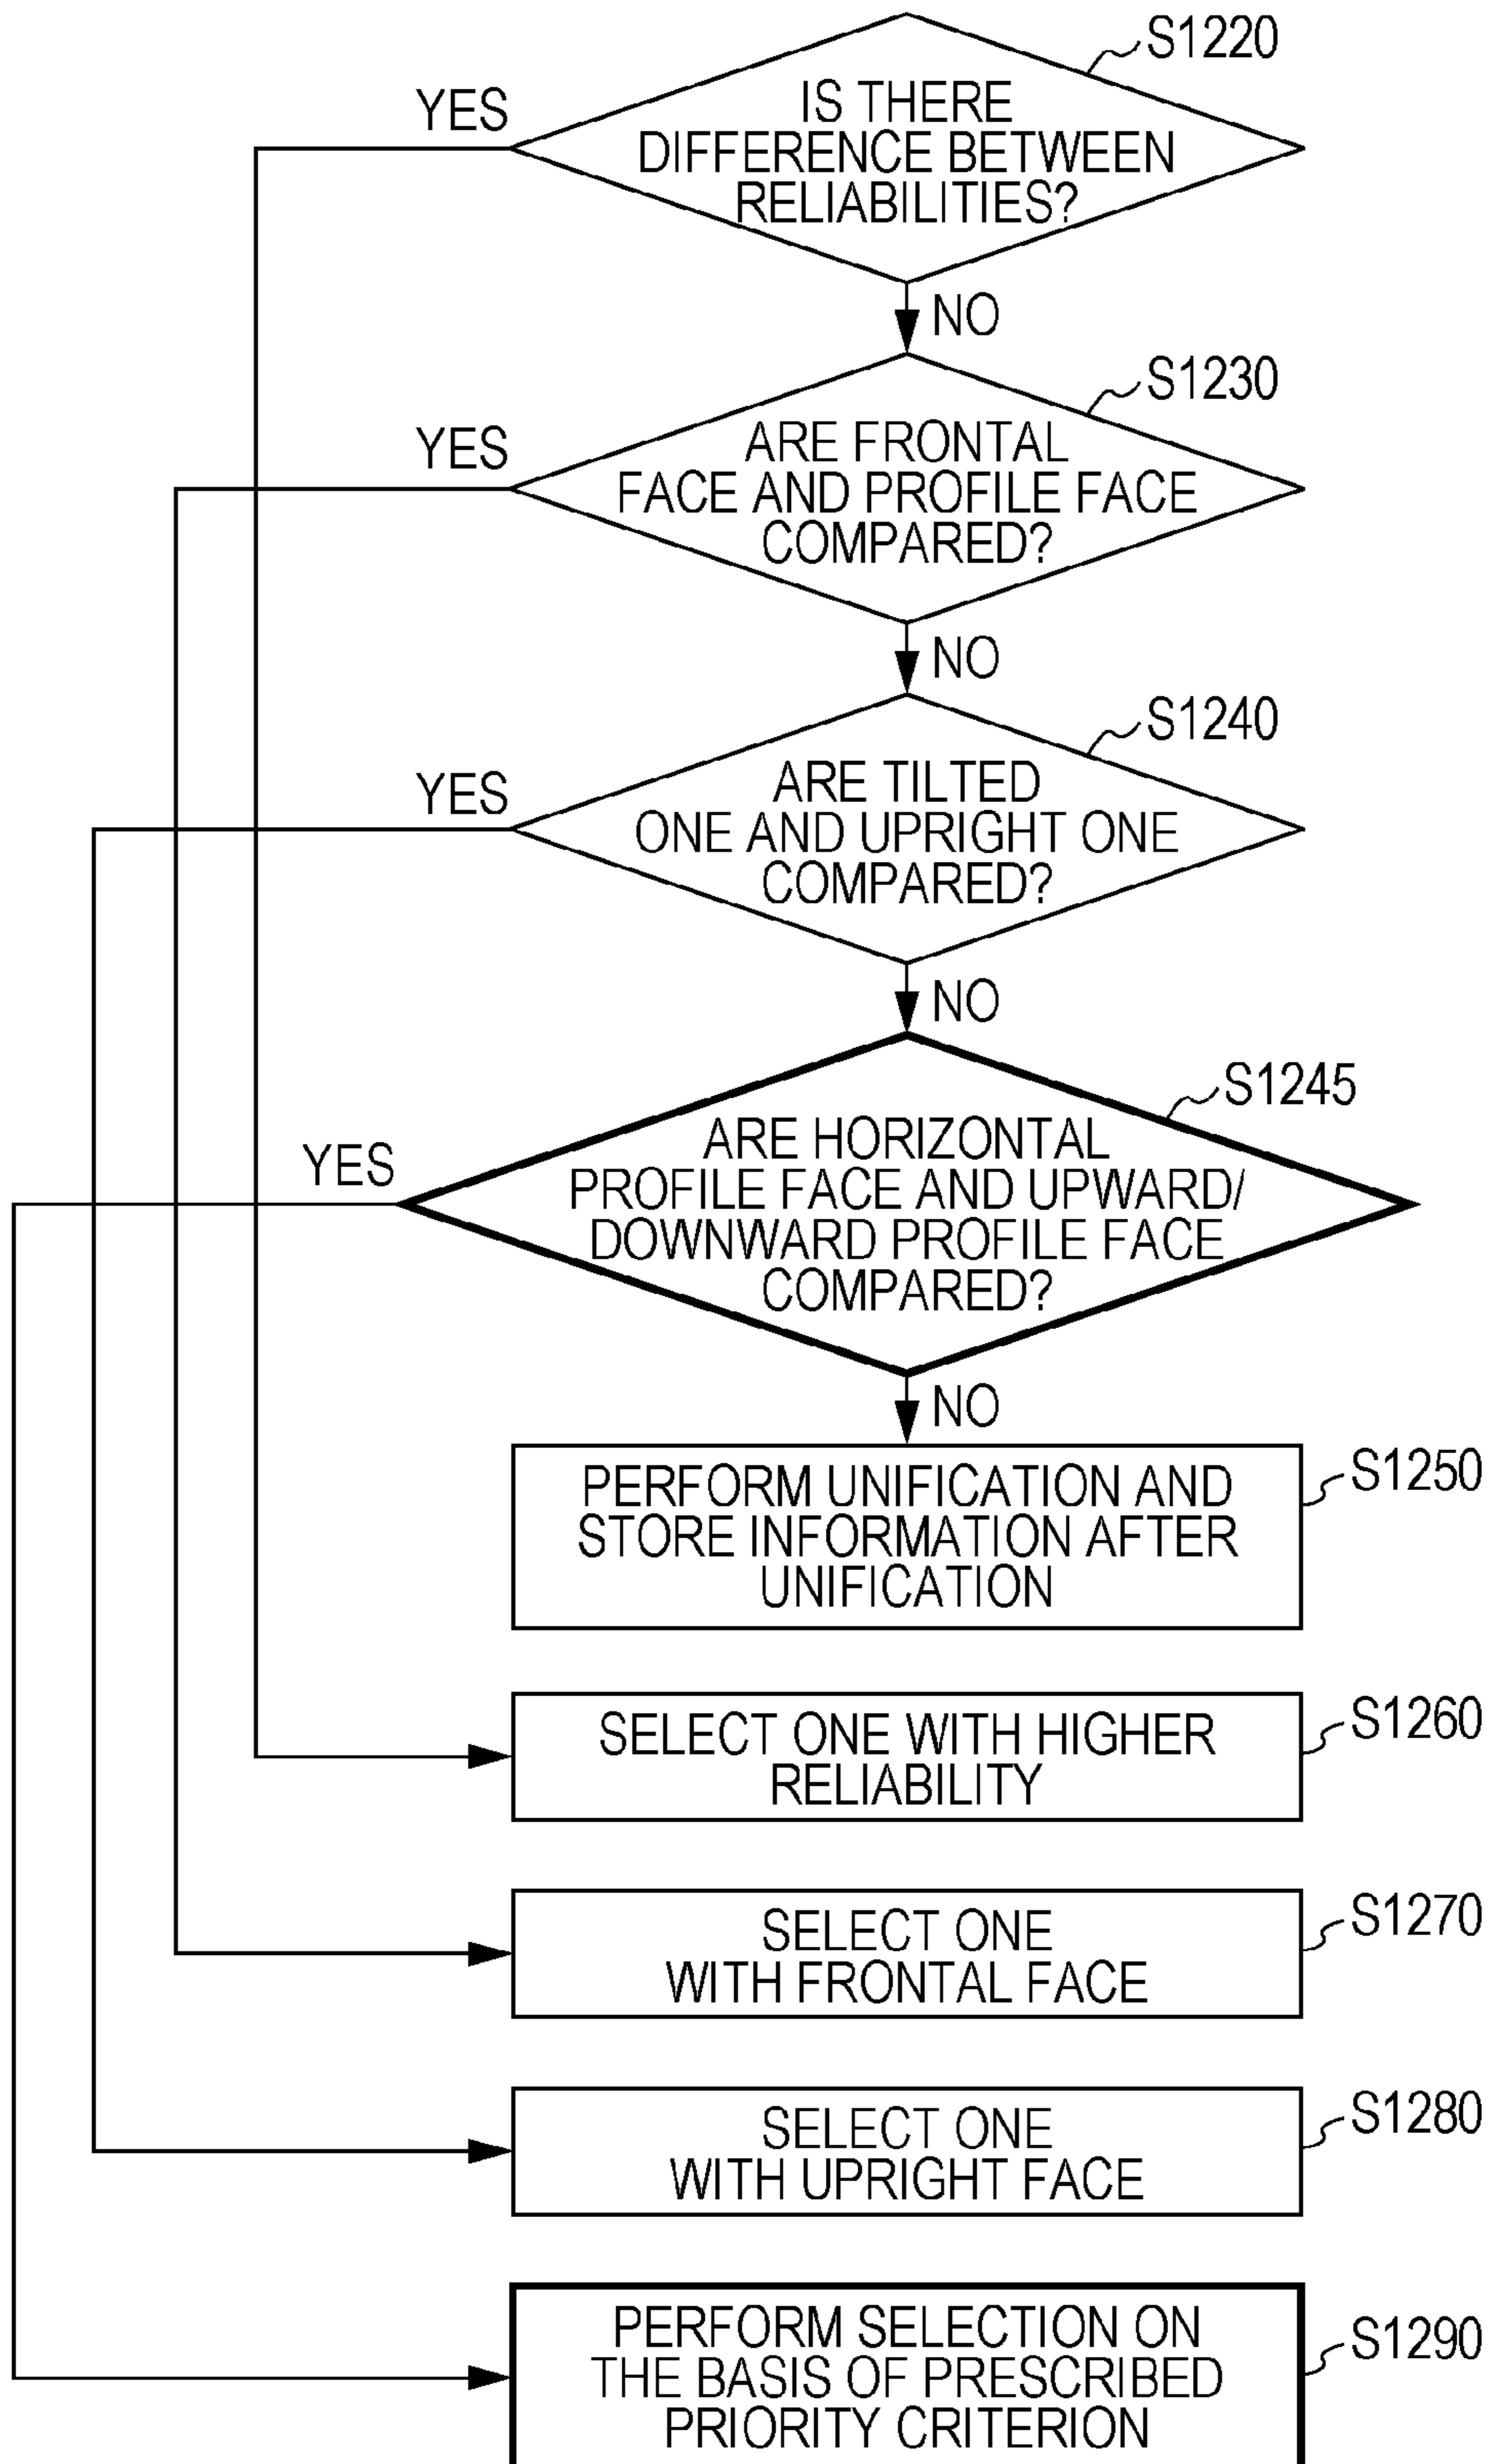 S1220
YES
IS THERE
DIFFERENCE BETWEEN
RELIABILITIES?
NO
S1230
YES
ARE FRONTAL
FACE AND PROFILE FACE
COMPARED?
NO
S1240
YES
ARE TILTED
ONE AND UPRIGHT ONE
COMPARED?
NO
S1245
YES
ARE HORIZONTAL
PROFILE FACE AND UPWARD/
DOWNWARD PROFILE FACE
COMPARED?
NO
S1250
PERFORM UNIFICATION AND
STORE INFORMATION AFTER
UNIFICATION
S1260
SELECT ONE WITH HIGHER
RELIABILITY
S1270
SELECT ONE
WITH FRONTAL FACE
S1280
SELECT ONE
WITH UPRIGHT FACE
S1290
PERFORM SELECTION ON
THE BASIS OF PRESCRIBED
PRIORITY CRITERION